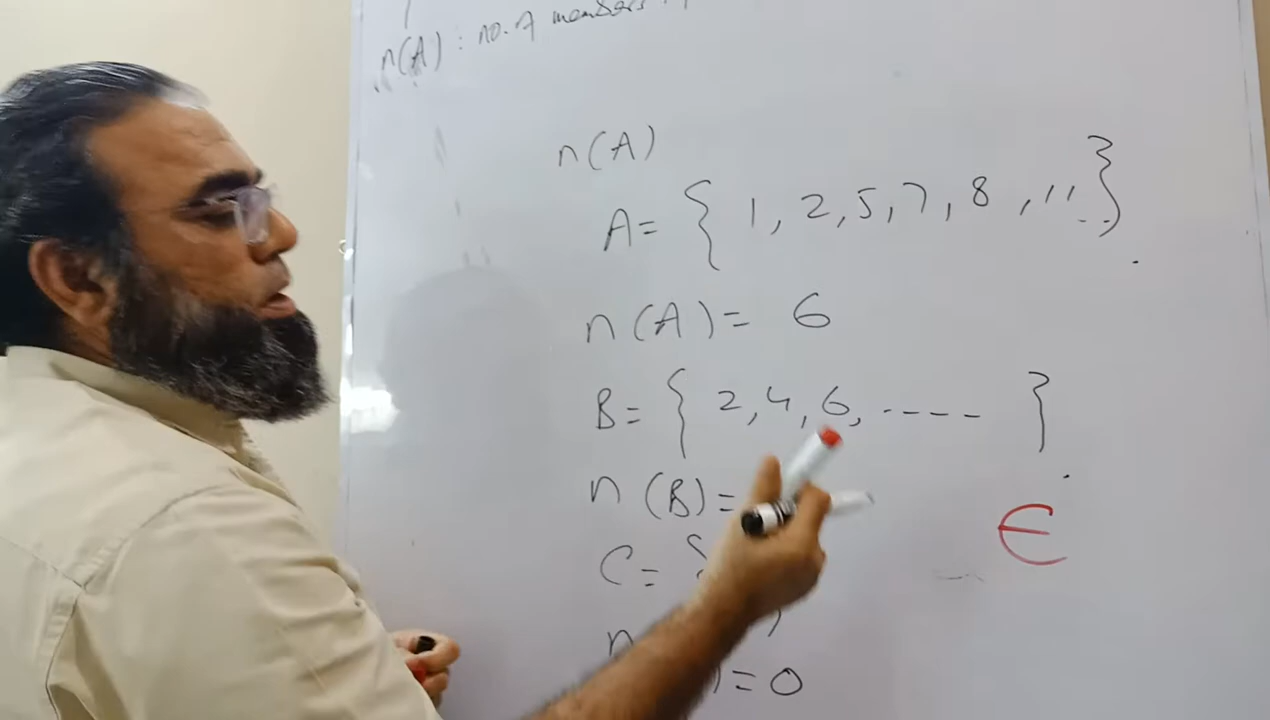 n(A) : no. of members
n(A)
A = { 1, 2, 5, 7, 8, 11 }
n(A) = 6
B = { 2, 4, 6, ---- }
n(B) =
∈
C = {
n
) = 0